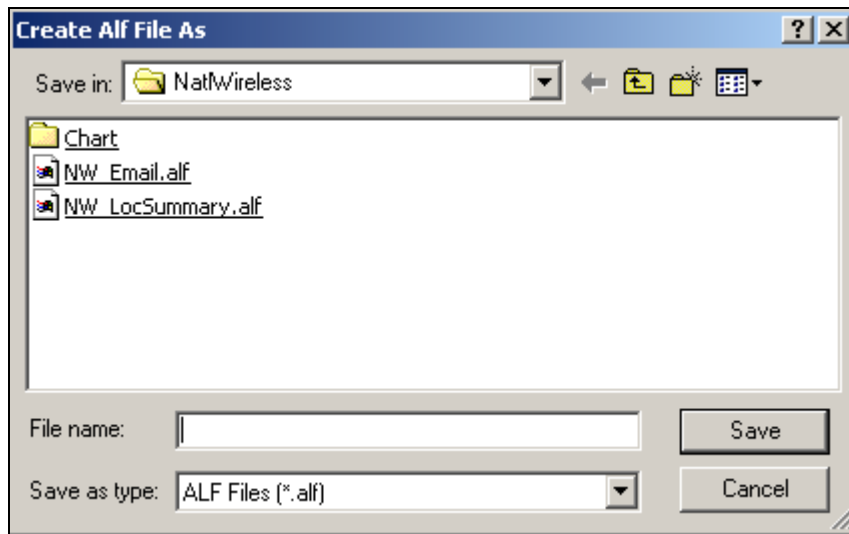 Create Alf File As
Save in: NatlWireless
Chart
NW_Email.alf
NW_LocSummary.alf
File name:
Save
Save as type: ALF Files (*.alf)
Cancel